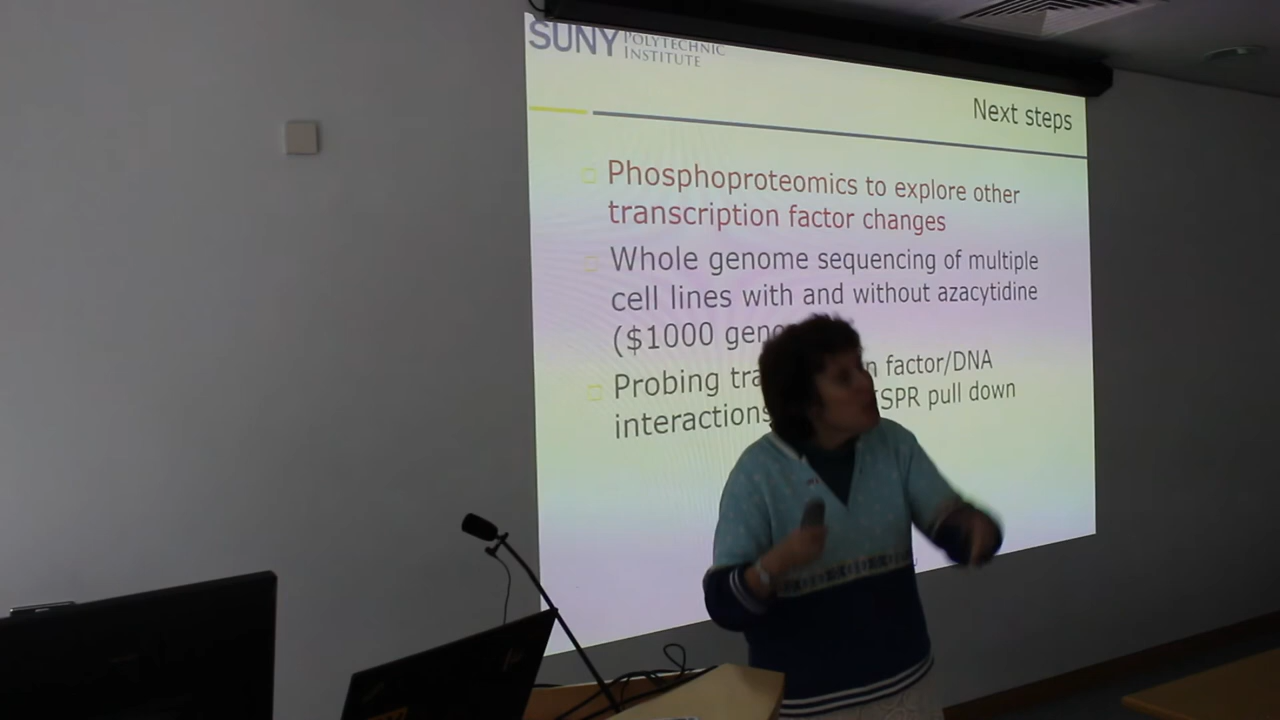 SUNY POLYTECHNIC
INSTITUTE
Next steps
Phosphoproteomics to explore other
transcription factor changes
Whole genome sequencing of multiple
cell lines with and without azacytidine
($1000
Probing factor/DNA
interactions pull down